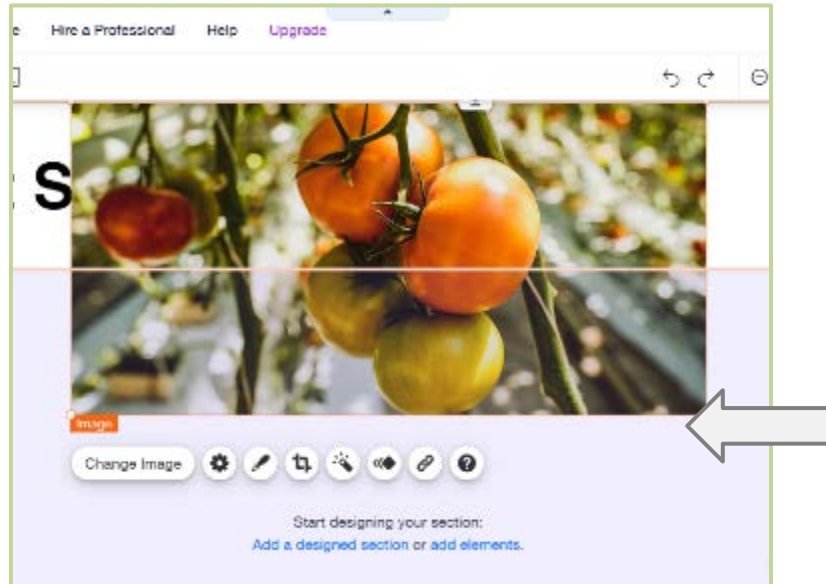 e Hire a Professional Help Upgrade
S
Image
Change Image
Start designing your section:
Add a designed section or add elements.